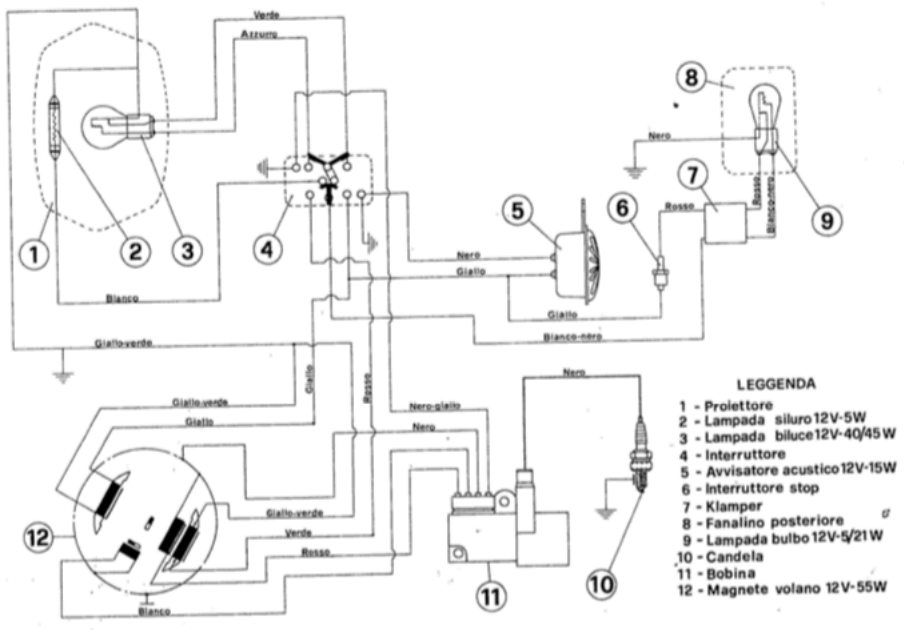 Verde
Azzurro
8
Nero
7
5
6
Rosso
Rosso
Bianco-nero
9
1
2
3
4
Nero
Giallo
Bianco
Giallo
Bianco-nero
Giallo-verde
Giallo
Rosso
Nero
Giallo-verde
Giallo
Nero-giallo
Nero
Giallo-verde
Verde
Rosso
Bianco
12
11
10
LEGGENDA
1 - Proiettore
2 - Lampada siluro 12V-5W
3 - Lampada biluce 12V-40/45W
4 - Interruttore
5 - Avvisatore acustico 12V-15W
6 - Interruttore stop
7 - Klamper
8 - Fanalino posteriore
9 - Lampada bulbo 12V-5/21W
10 - Candela
11 - Bobina
12 - Magnete volano 12V-55W